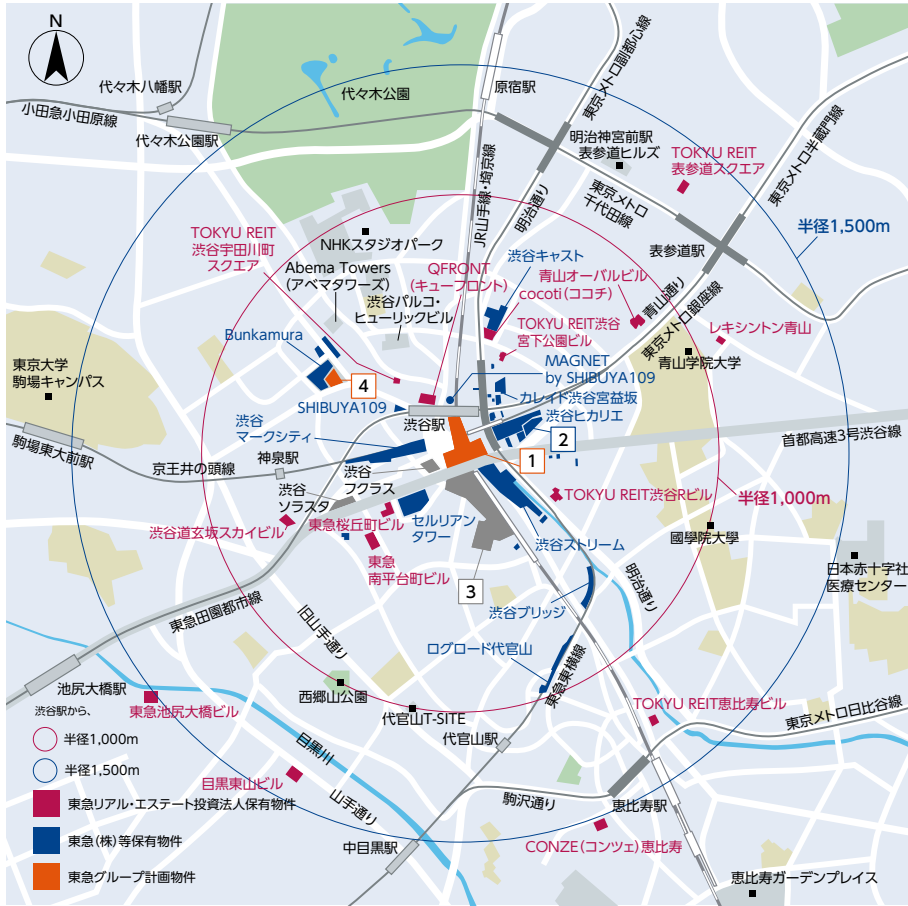 N
代々木八幡駅
小田急小田原線
代々木公園駅
代々木公園
原宿駅
東京メトロ副都心線
明治神宮前駅
表参道ヒルズ
TOKYU REIT
表参道スクエア
東京メトロ半蔵門線
東京メトロ
千代田線
JR山手線・埼京線
明治通り
表参道駅
半径1,500m
TOKYU REIT
渋谷宇田川町
スクエア
NHKスタジオパーク
Abema Towers
（アベマタワーズ）
QFRONT
（キューフロント）
渋谷パルコ・
ヒューリックビル
渋谷キャスト
青山オーバルビル
cocoti（ココチ）
青山通り
東京メトロ銀座線
レキシントン青山
TOKYU REIT渋谷
宮下公園ビル
青山学院大学
Bunkamura
東京大学
駒場キャンパス
4
MAGNET
by SHIBUYA109
カレイド渋谷宮益坂
SHIBUYA109
渋谷駅
渋谷ヒカリエ
渋谷
マークシティ
2
首都高速3号渋谷線
駒場東大前駅
京王井の頭線
神泉駅
渋谷
フクラス
1
渋谷
ソラスタ
TOKYU REIT渋谷Rビル
半径1,000m
渋谷道玄坂スカイビル
東急桜丘町ビル
セルリアン
タワー
渋谷ストリーム
國學院大學
東急
南平台町ビル
3
明治通り
日本赤十字社
医療センター
東急田園都市線
旧山手通り
渋谷ブリッジ
ログロード代官山
東急東横線
池尻大橋駅
西郷山公園
東急池尻大橋ビル
代官山T-SITE
TOKYU REIT恵比寿ビル
東京メトロ日比谷線
渋谷駅から、
半径1,000m
半径1,500m
目黒川
代官山駅
目黒東山ビル
山手通り
駒沢通り
恵比寿駅
東急リアル・エステート投資法人保有物件
東急（株）等保有物件
東急グループ計画物件
中目黒駅
CONZE（コンツェ）恵比寿
恵比寿ガーデンプレイス